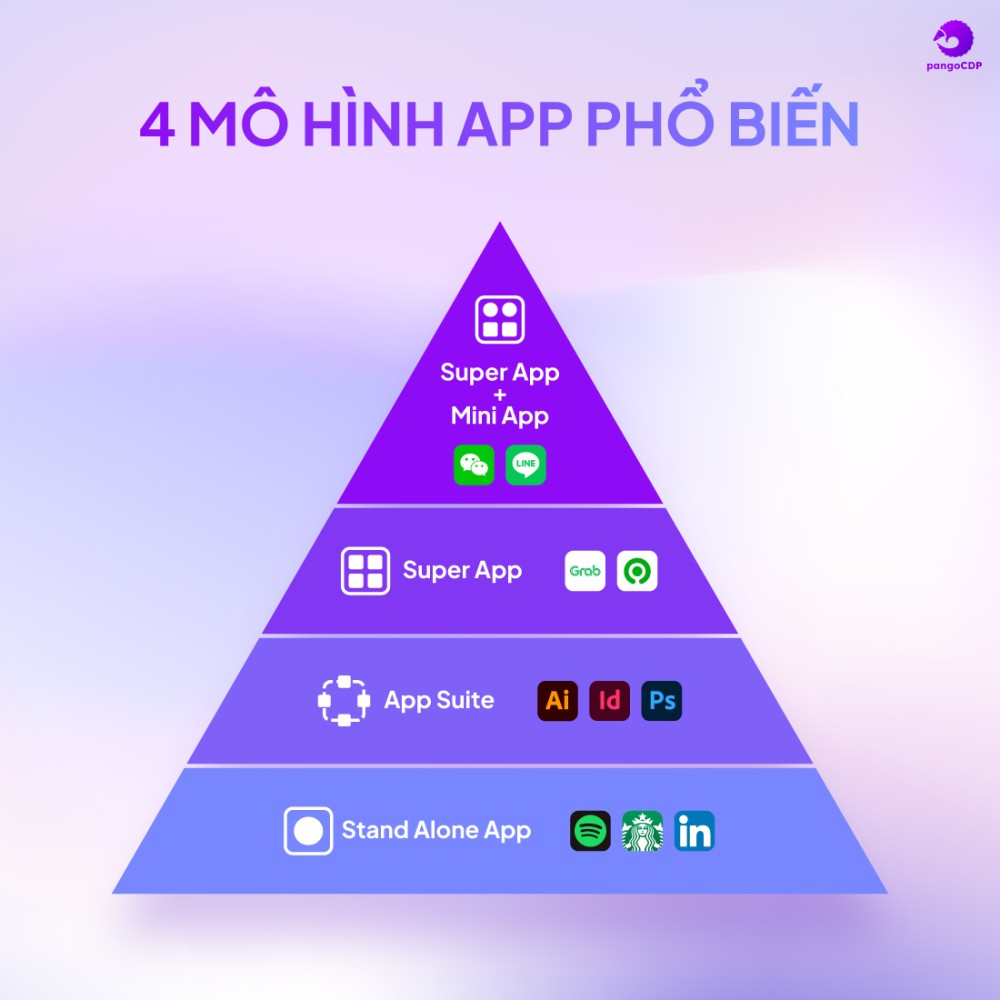 pangoCDP
4 MÔ HÌNH APP PHỔ BIẾN
Super App
+
Mini App
LINE
Super App
Grab
App Suite
Ai
Id
Ps
Stand Alone App
in